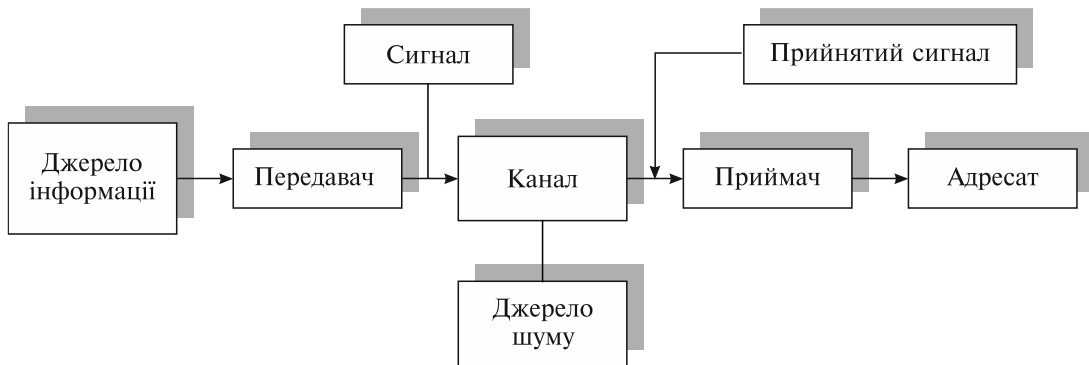 Сигнал
Прийнятий сигнал
Джерело
інформації
Передавач
Канал
Приймач
Адресат
Джерело
шуму